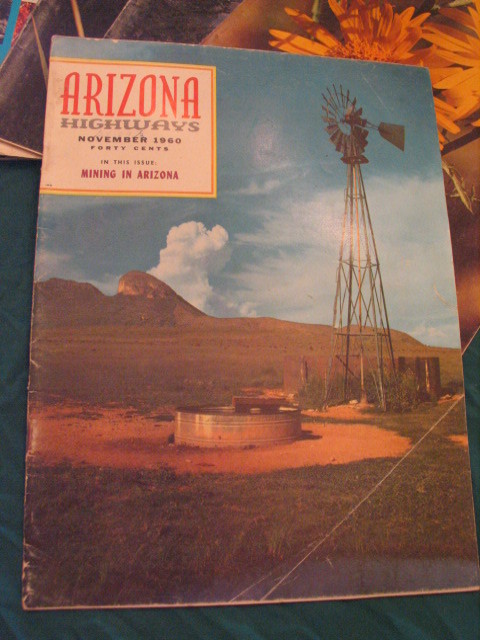 ARIZONA
HIGHWAYS
NOVEMBER 1960
FORTY CENTS
IN THIS ISSUE:
MINING IN ARIZONA